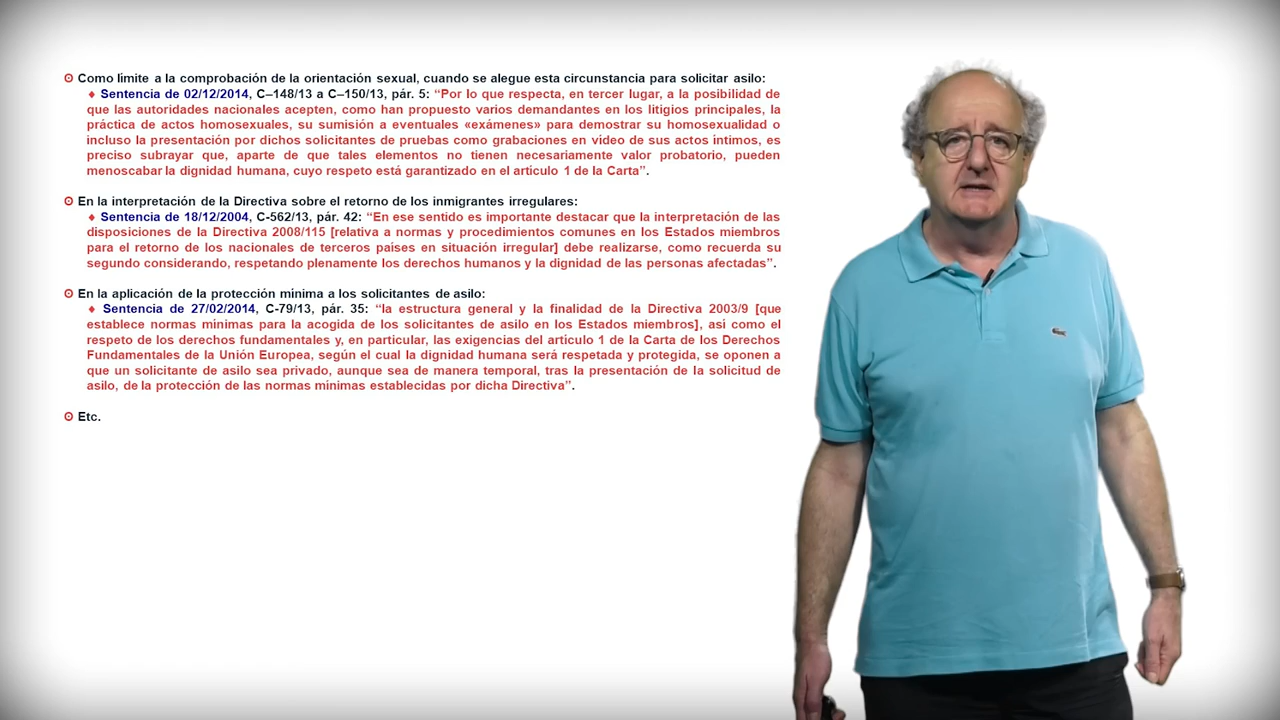 ⊙ Como límite a la comprobación de la orientación sexual, cuando se alegue esta circunstancia para solicitar asilo:
♦ Sentencia de 02/12/2014, C–148/13 a C–150/13, pár. 5: “Por lo que respecta, en tercer lugar, a la posibilidad de
que las autoridades nacionales acepten, como han propuesto varios demandantes en los litigios principales, la
práctica de actos homosexuales, su sumisión a eventuales «exámenes» para demostrar su homosexualidad o
incluso la presentación por dichos solicitantes de pruebas como grabaciones en vídeo de sus actos íntimos, es
preciso subrayar que, aparte de que tales elementos no tienen necesariamente valor probatorio, pueden
menoscabar la dignidad humana, cuyo respeto está garantizado en el artículo 1 de la Carta”.
⊙ En la interpretación de la Directiva sobre el retorno de los inmigrantes irregulares:
♦ Sentencia de 18/12/2004, C-562/13, pár. 42: “En ese sentido es importante destacar que la interpretación de las
disposiciones de la Directiva 2008/115 [relativa a normas y procedimientos comunes en los Estados miembros
para el retorno de los nacionales de terceros países en situación irregular] debe realizarse, como recuerda su
segundo considerando, respetando plenamente los derechos humanos y la dignidad de las personas afectadas”.
⊙ En la aplicación de la protección mínima a los solicitantes de asilo:
♦ Sentencia de 27/02/2014, C-79/13, pár. 35: “la estructura general y la finalidad de la Directiva 2003/9 [que
establece normas mínimas para la acogida de los solicitantes de asilo en los Estados miembros], así como el
respeto de los derechos fundamentales y, en particular, las exigencias del artículo 1 de la Carta de los Derechos
Fundamentales de la Unión Europea, según el cual la dignidad humana será respetada y protegida, se oponen a
que un solicitante de asilo sea privado, aunque sea de manera temporal, tras la presentación de la solicitud de
asilo, de la protección de las normas mínimas establecidas por dicha Directiva”.
⊙ Etc.